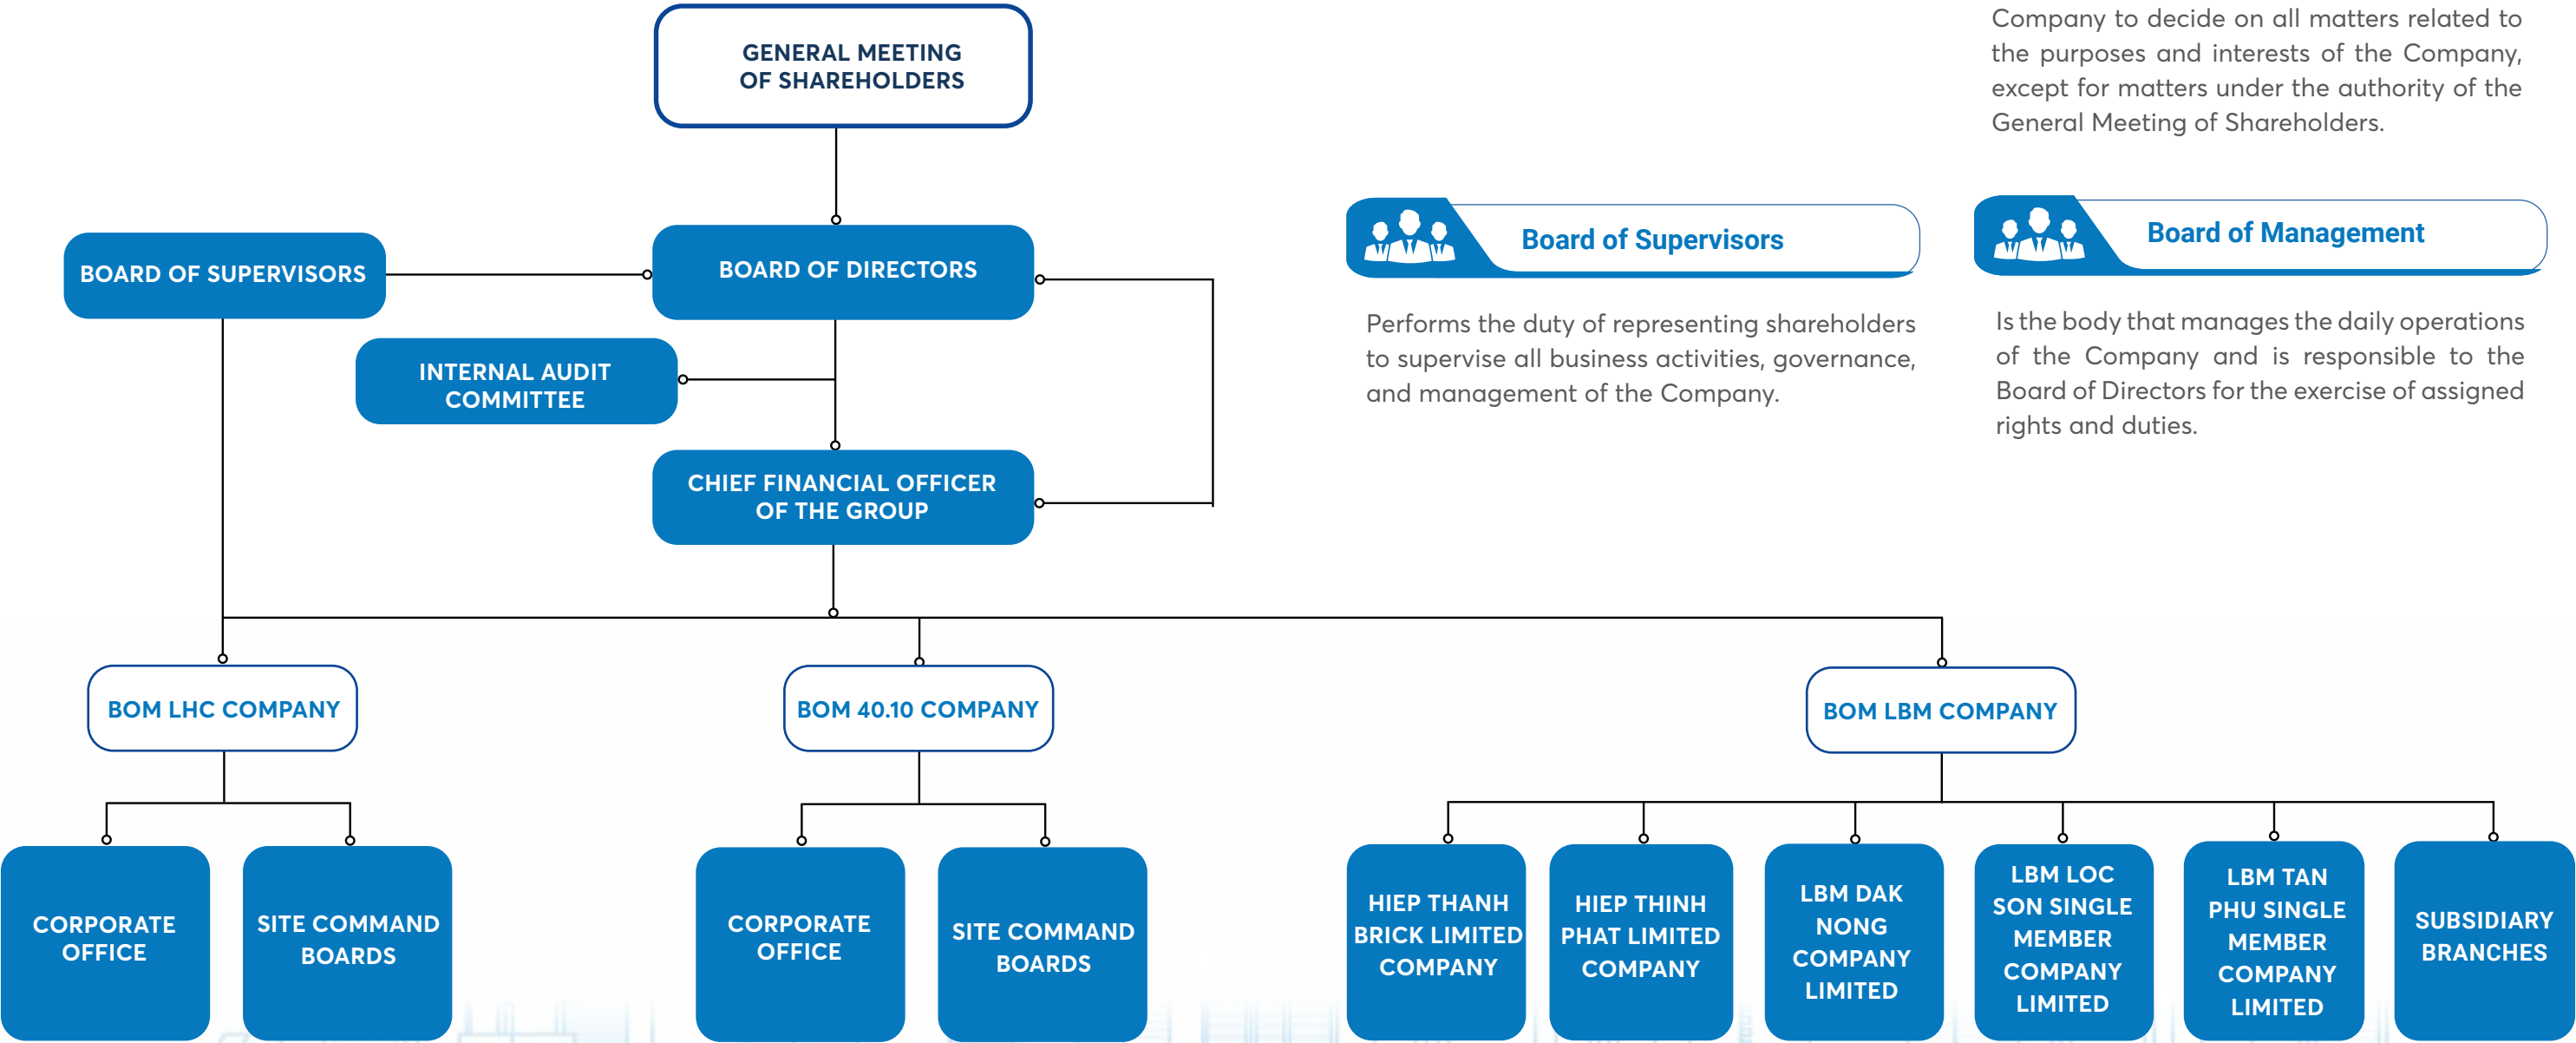 GENERAL MEETING
OF SHAREHOLDERS
BOARD OF SUPERVISORS
BOARD OF DIRECTORS
INTERNAL AUDIT
COMMITTEE
CHIEF FINANCIAL OFFICER
OF THE GROUP
Company to decide on all matters related to
the purposes and interests of the Company,
except for matters under the authority of the
General Meeting of Shareholders.
Board of Supervisors
Performs the duty of representing shareholders
to supervise all business activities, governance,
and management of the Company.
Board of Management
Is the body that manages the daily operations
of the Company and is responsible to the
Board of Directors for the exercise of assigned
rights and duties.
BOM LHC COMPANY
BOM 40.10 COMPANY
BOM LBM COMPANY
CORPORATE
OFFICE
SITE COMMAND
BOARDS
CORPORATE
OFFICE
SITE COMMAND
BOARDS
HIEP THANH
BRICK LIMITED
COMPANY
HIEP THINH
PHAT LIMITED
COMPANY
LBM DAK
NONG
COMPANY
LIMITED
LBM LOC
SON SINGLE
MEMBER
COMPANY
LIMITED
LBM TAN
PHU SINGLE
MEMBER
COMPANY
LIMITED
SUBSIDIARY
BRANCHES